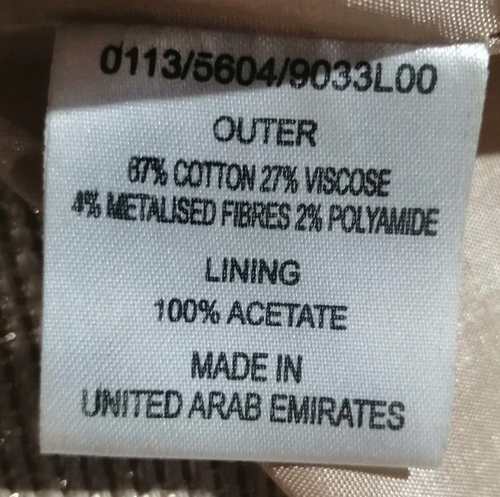 0113/5604/9033L00
OUTER
67% COTTON 27% VISCOSE
4% METALISED FIBRES 2% POLYAMIDE
LINING
100% ACETATE
MADE IN
UNITED ARAB EMIRATES